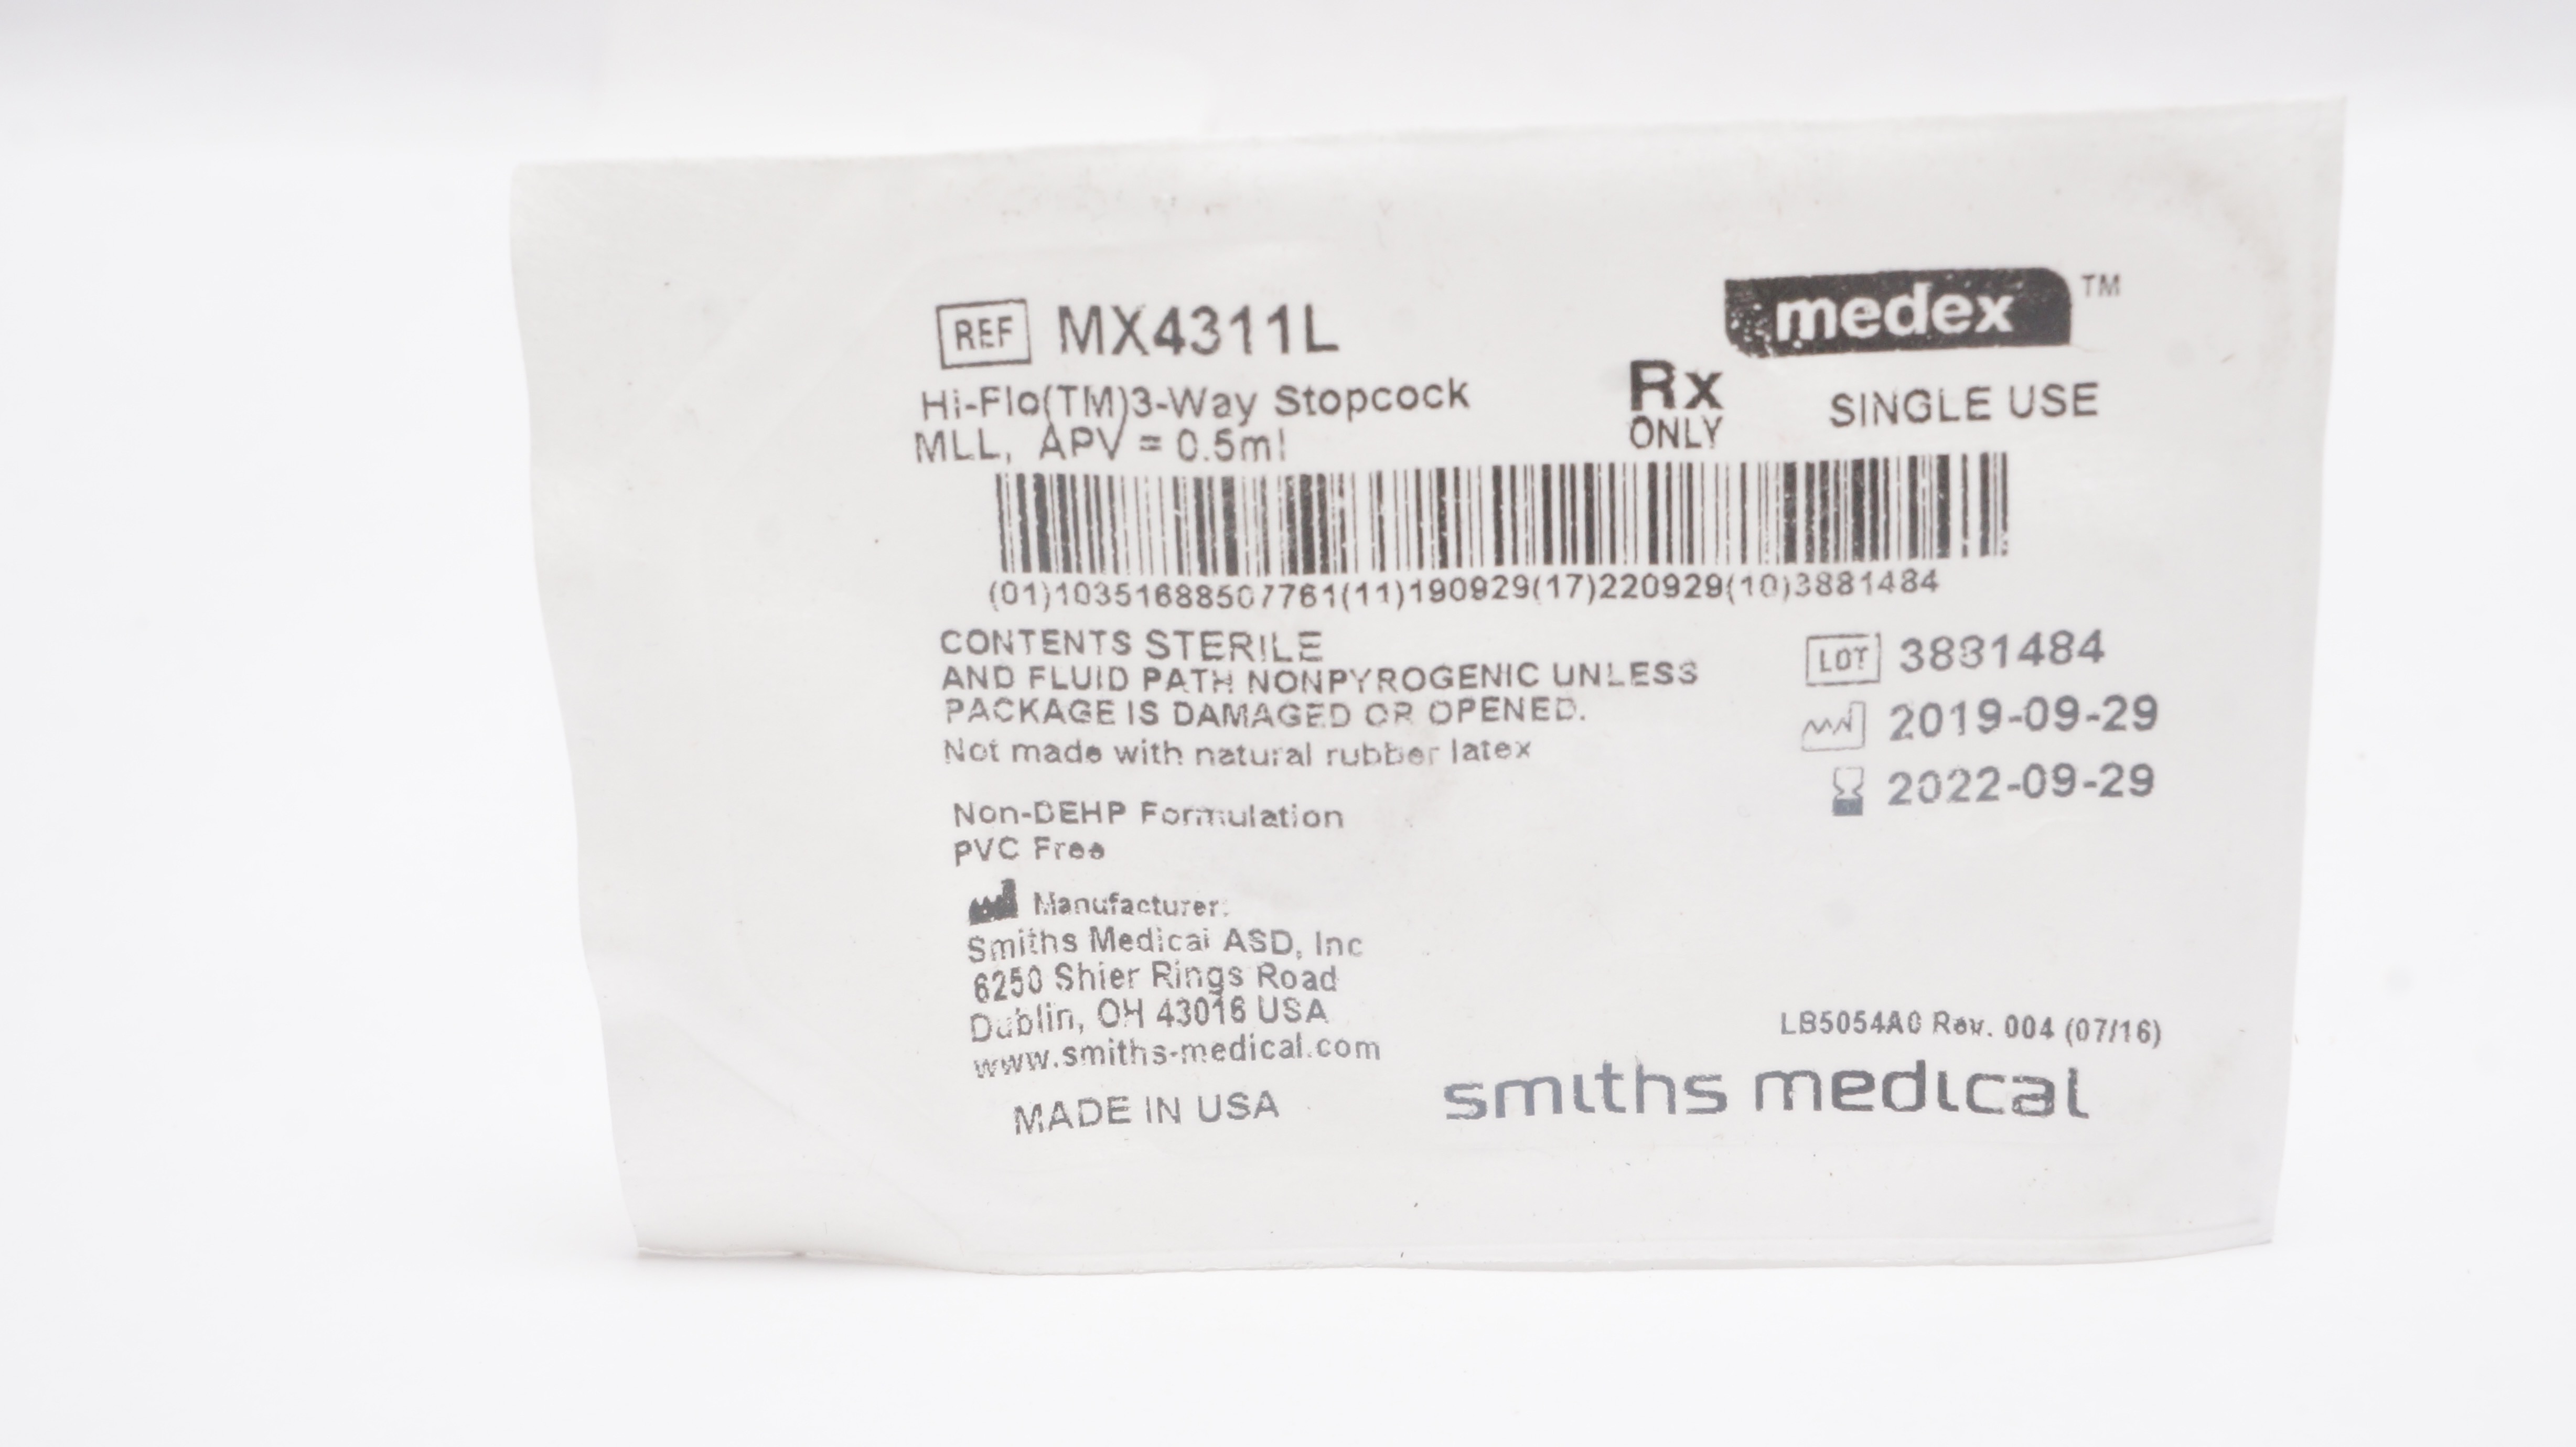 REF MX4311L
medex TM
Hi-Flo(TM)3-Way Stopcock
MLL, APV = 0.5ml
Rx
ONLY
SINGLE USE
(01)10351688507761(11)190929(17)220929(10)3881484
CONTENTS STERILE
AND FLUID PATH NONPYROGENIC UNLESS
PACKAGE IS DAMAGED OR OPENED.
Not made with natural rubber latex
LOT 3881484
2019-09-29
2022-09-29
Non-DEHP Formulation
PVC Free
Manufacturer:
Smiths Medical ASD, Inc
6250 Shier Rings Road
Dublin, OH 43016 USA
www.smiths-medical.com
MADE IN USA
LB5054A0 Rev. 004 (07/16)
smiths medical